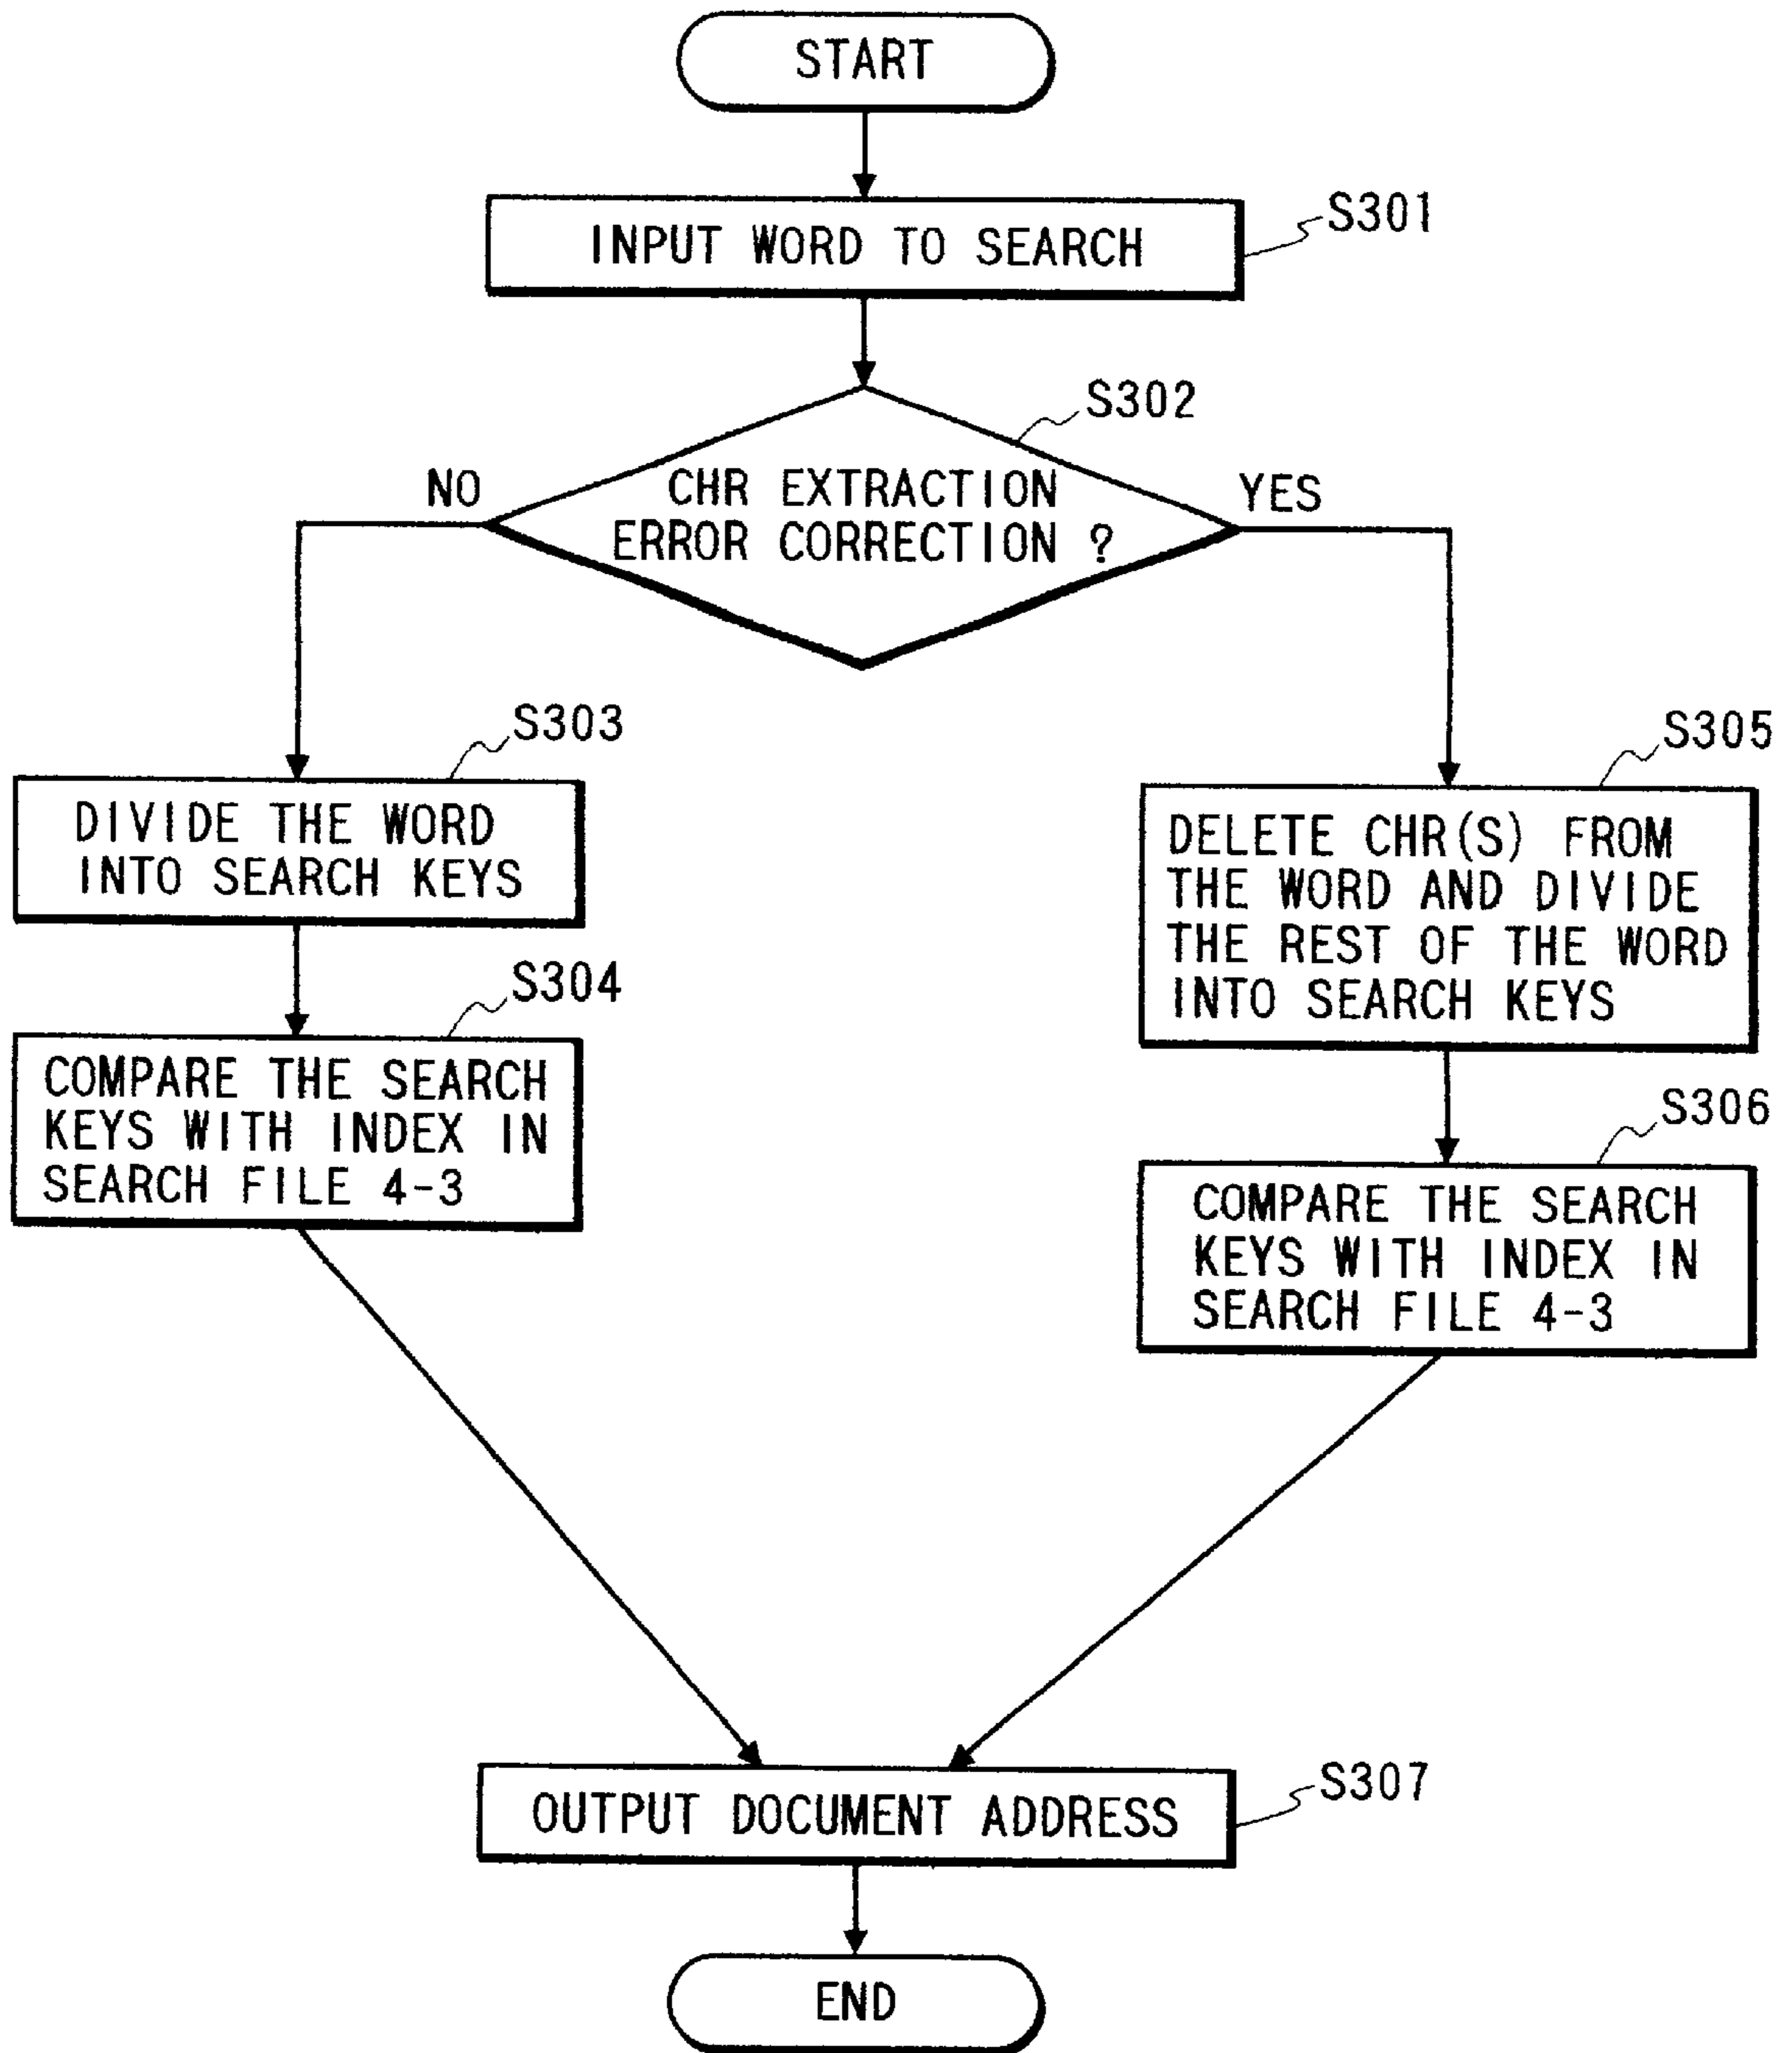 START
INPUT WORD TO SEARCH
S301
S302
NO
CHR EXTRACTION
ERROR CORRECTION ?
YES
S303
DIVIDE THE WORD
INTO SEARCH KEYS
S304
COMPARE THE SEARCH
KEYS WITH INDEX IN
SEARCH FILE 4-3
S305
DELETE CHR(S) FROM
THE WORD AND DIVIDE
THE REST OF THE WORD
INTO SEARCH KEYS
S306
COMPARE THE SEARCH
KEYS WITH INDEX IN
SEARCH FILE 4-3
OUTPUT DOCUMENT ADDRESS
S307
END